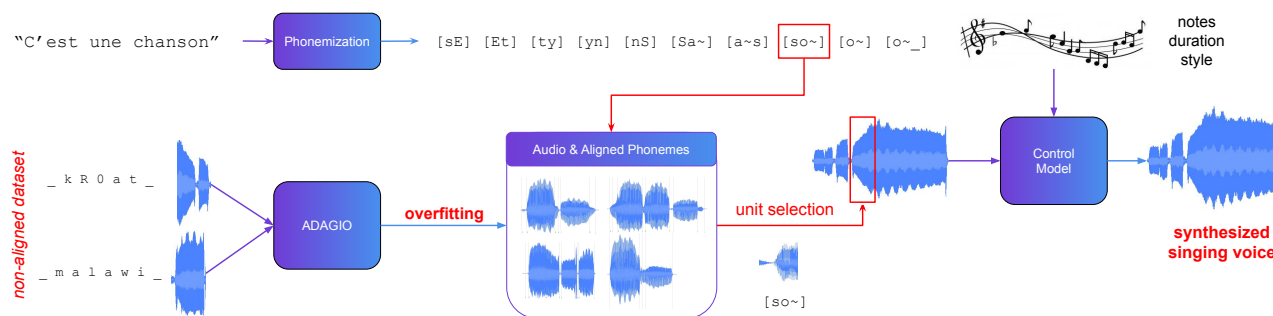 “C’est une chanson”
Phonemization
[sE] [Et] [ty] [yn] [nS] [Sa~] [a~s] [so~] [o~] [o~_]
notes
duration
style
non-aligned dataset
_ k R 0 a t _
_ m a l a w i _
ADAGIO
overfitting
Audio & Aligned Phonemes
unit selection
[so~]
Control
Model
synthesized
singing voice